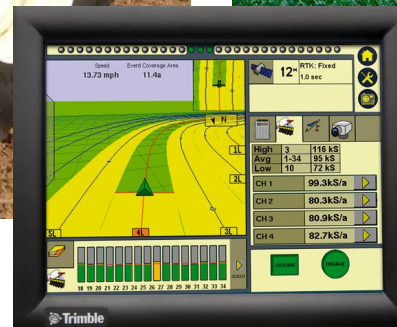 Speed
13.73 mph
Event Coverage Area
11.4a
12
RTK: Fixed
1.0 sec
N
1L
2L
3L
4L
5L
High 3 116 kS
Avg 1-34 95 kS
Low 10 72 kS
CH 1 99.3kS/a
CH 2 80.3kS/a
CH 3 80.9kS/a
CH 4 82.7kS/a
18 19 20 21 22 23 24 25 26 27 28 29 30 31 32 33 34
LOGGING
ENGAGE
Trimble